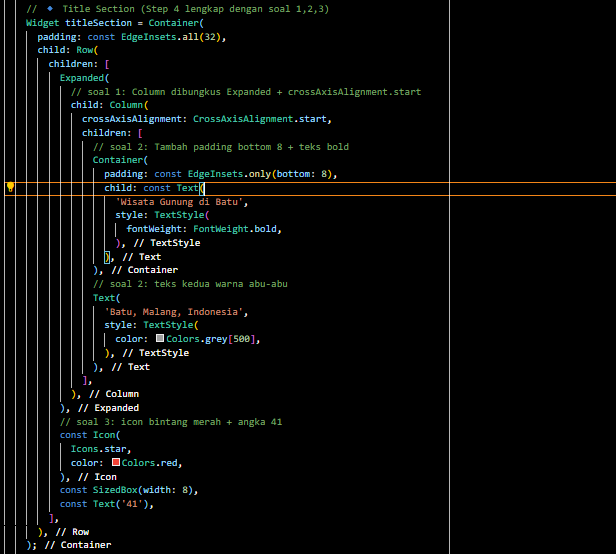 // 🔹 Title Section (Step 4 lengkap dengan soal 1,2,3)
Widget titleSection = Container(
  padding: const EdgeInsets.all(32),
  child: Row(
    children: [
      Expanded(
        // soal 1: Column dibungkus Expanded + crossAxisAlignment.start
        child: Column(
          crossAxisAlignment: CrossAxisAlignment.start,
          children: [
            // soal 2: Tambah padding bottom 8 + teks bold
            Container(
              padding: const EdgeInsets.only(bottom: 8),
              child: const Text(
                'Wisata Gunung di Batu',
                style: TextStyle(
                  fontWeight: FontWeight.bold,
                ), // TextStyle
              ), // Text
            ), // Container
            // soal 2: teks kedua warna abu-abu
            Text(
              'Batu, Malang, Indonesia',
              style: TextStyle(
                color: Colors.grey[500],
              ), // TextStyle
            ), // Text
          ],
        ), // Column
      ), // Expanded
      // soal 3: icon bintang merah + angka 41
      const Icon(
        Icons.star,
        color: Colors.red,
      ), // Icon
      const SizedBox(width: 8),
      const Text('41'),
    ],
  ), // Row
); // Container